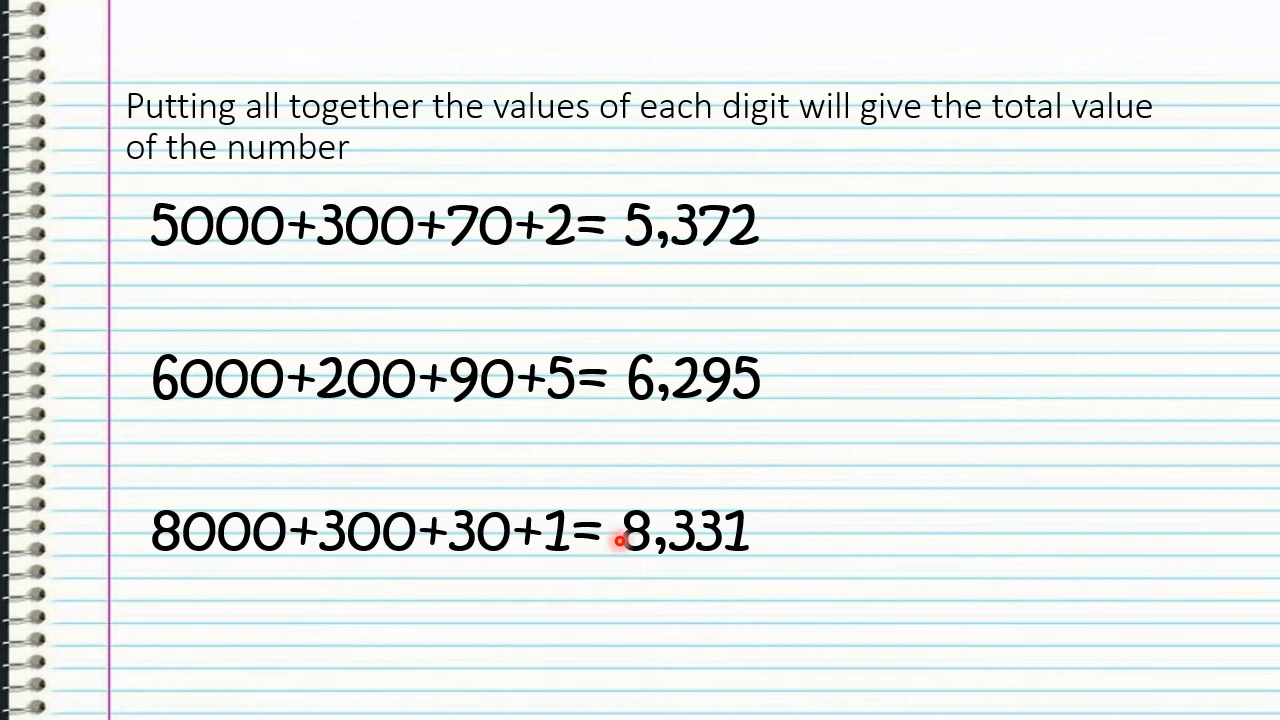 Putting all together the values of each digit will give the total value
of the number
5000+300+70+2= 5,372
6000+200+90+5= 6,295
8000+300+30+1= 8,331